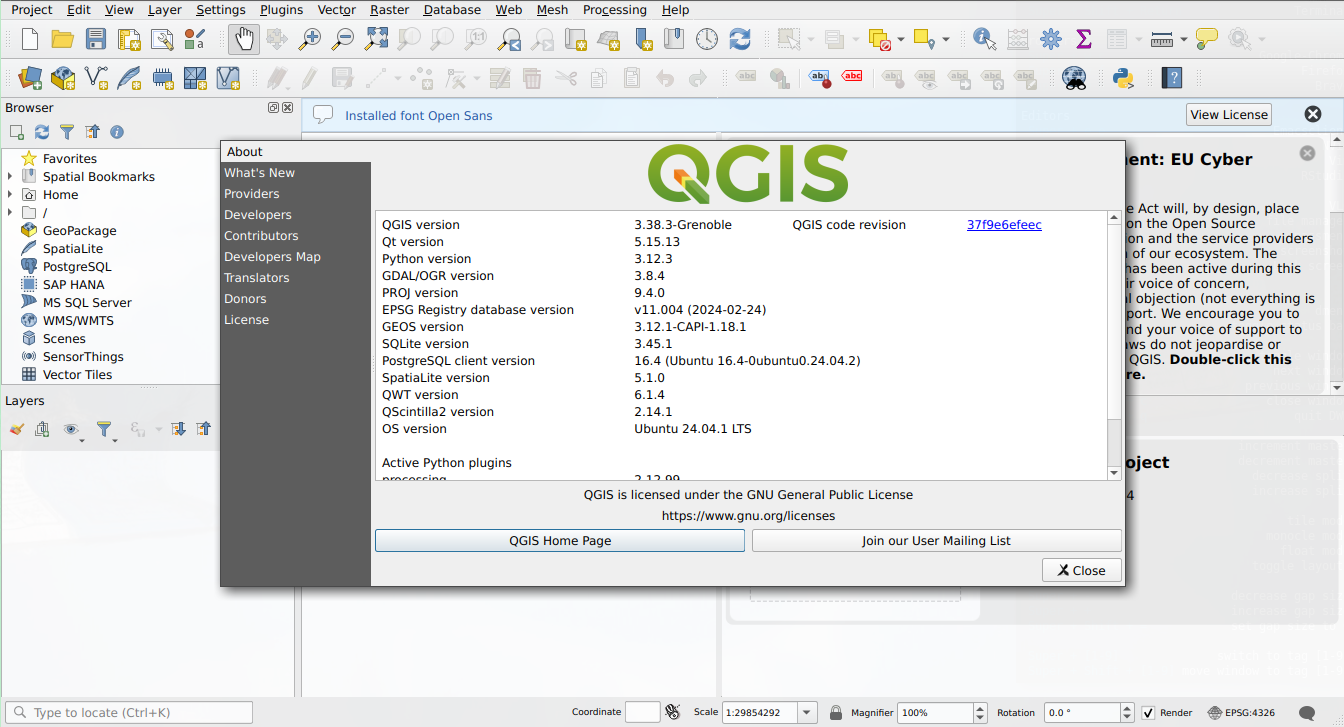 Project Edit View Layer Settings Plugins Vector Raster Database Web Mesh Processing Help
Browser
Installed font Open Sans
View License
Favorites
Spatial Bookmarks
Home
/
GeoPackage
SpatiaLite
PostgreSQL
SAP HANA
MS SQL Server
WMS/WMTS
Scenes
SensorThings
Vector Tiles
Layers
About
What's New
Providers
Developers
Contributors
Developers Map
Translators
Donors
License
QGIS
QGIS version 3.38.3-Grenoble QGIS code revision 37f9e6efeec
Qt version 5.15.13
Python version 3.12.3
GDAL/OGR version 3.8.4
PROJ version 9.4.0
EPSG Registry database version v11.004 (2024-02-24)
GEOS version 3.12.1-CAPI-1.18.1
SQLite version 3.45.1
PostgreSQL client version 16.4 (Ubuntu 16.4-0ubuntu0.24.04.2)
SpatiaLite version 5.1.0
QWT version 6.1.4
QScintilla2 version 2.14.1
OS version Ubuntu 24.04.1 LTS
Active Python plugins
processing 2.12.99
QGIS is licensed under the GNU General Public License
https://www.gnu.org/licenses
QGIS Home Page
Join our User Mailing List
Close
ent: EU Cyber
e Act will, by design, place
on the Open Source
on and the service providers
of our ecosystem. The
has been active during this
ir voice of concern,
l objection (not everything is
port. We encourage you to
nd your voice of support to
aws do not jeopardise or
QGIS. Double-click this
re.
oject
4
Type to locate (Ctrl+K)
Coordinate
Scale 1:29854292
Magnifier 100%
Rotation 0.0 °
Render
EPSG:4326